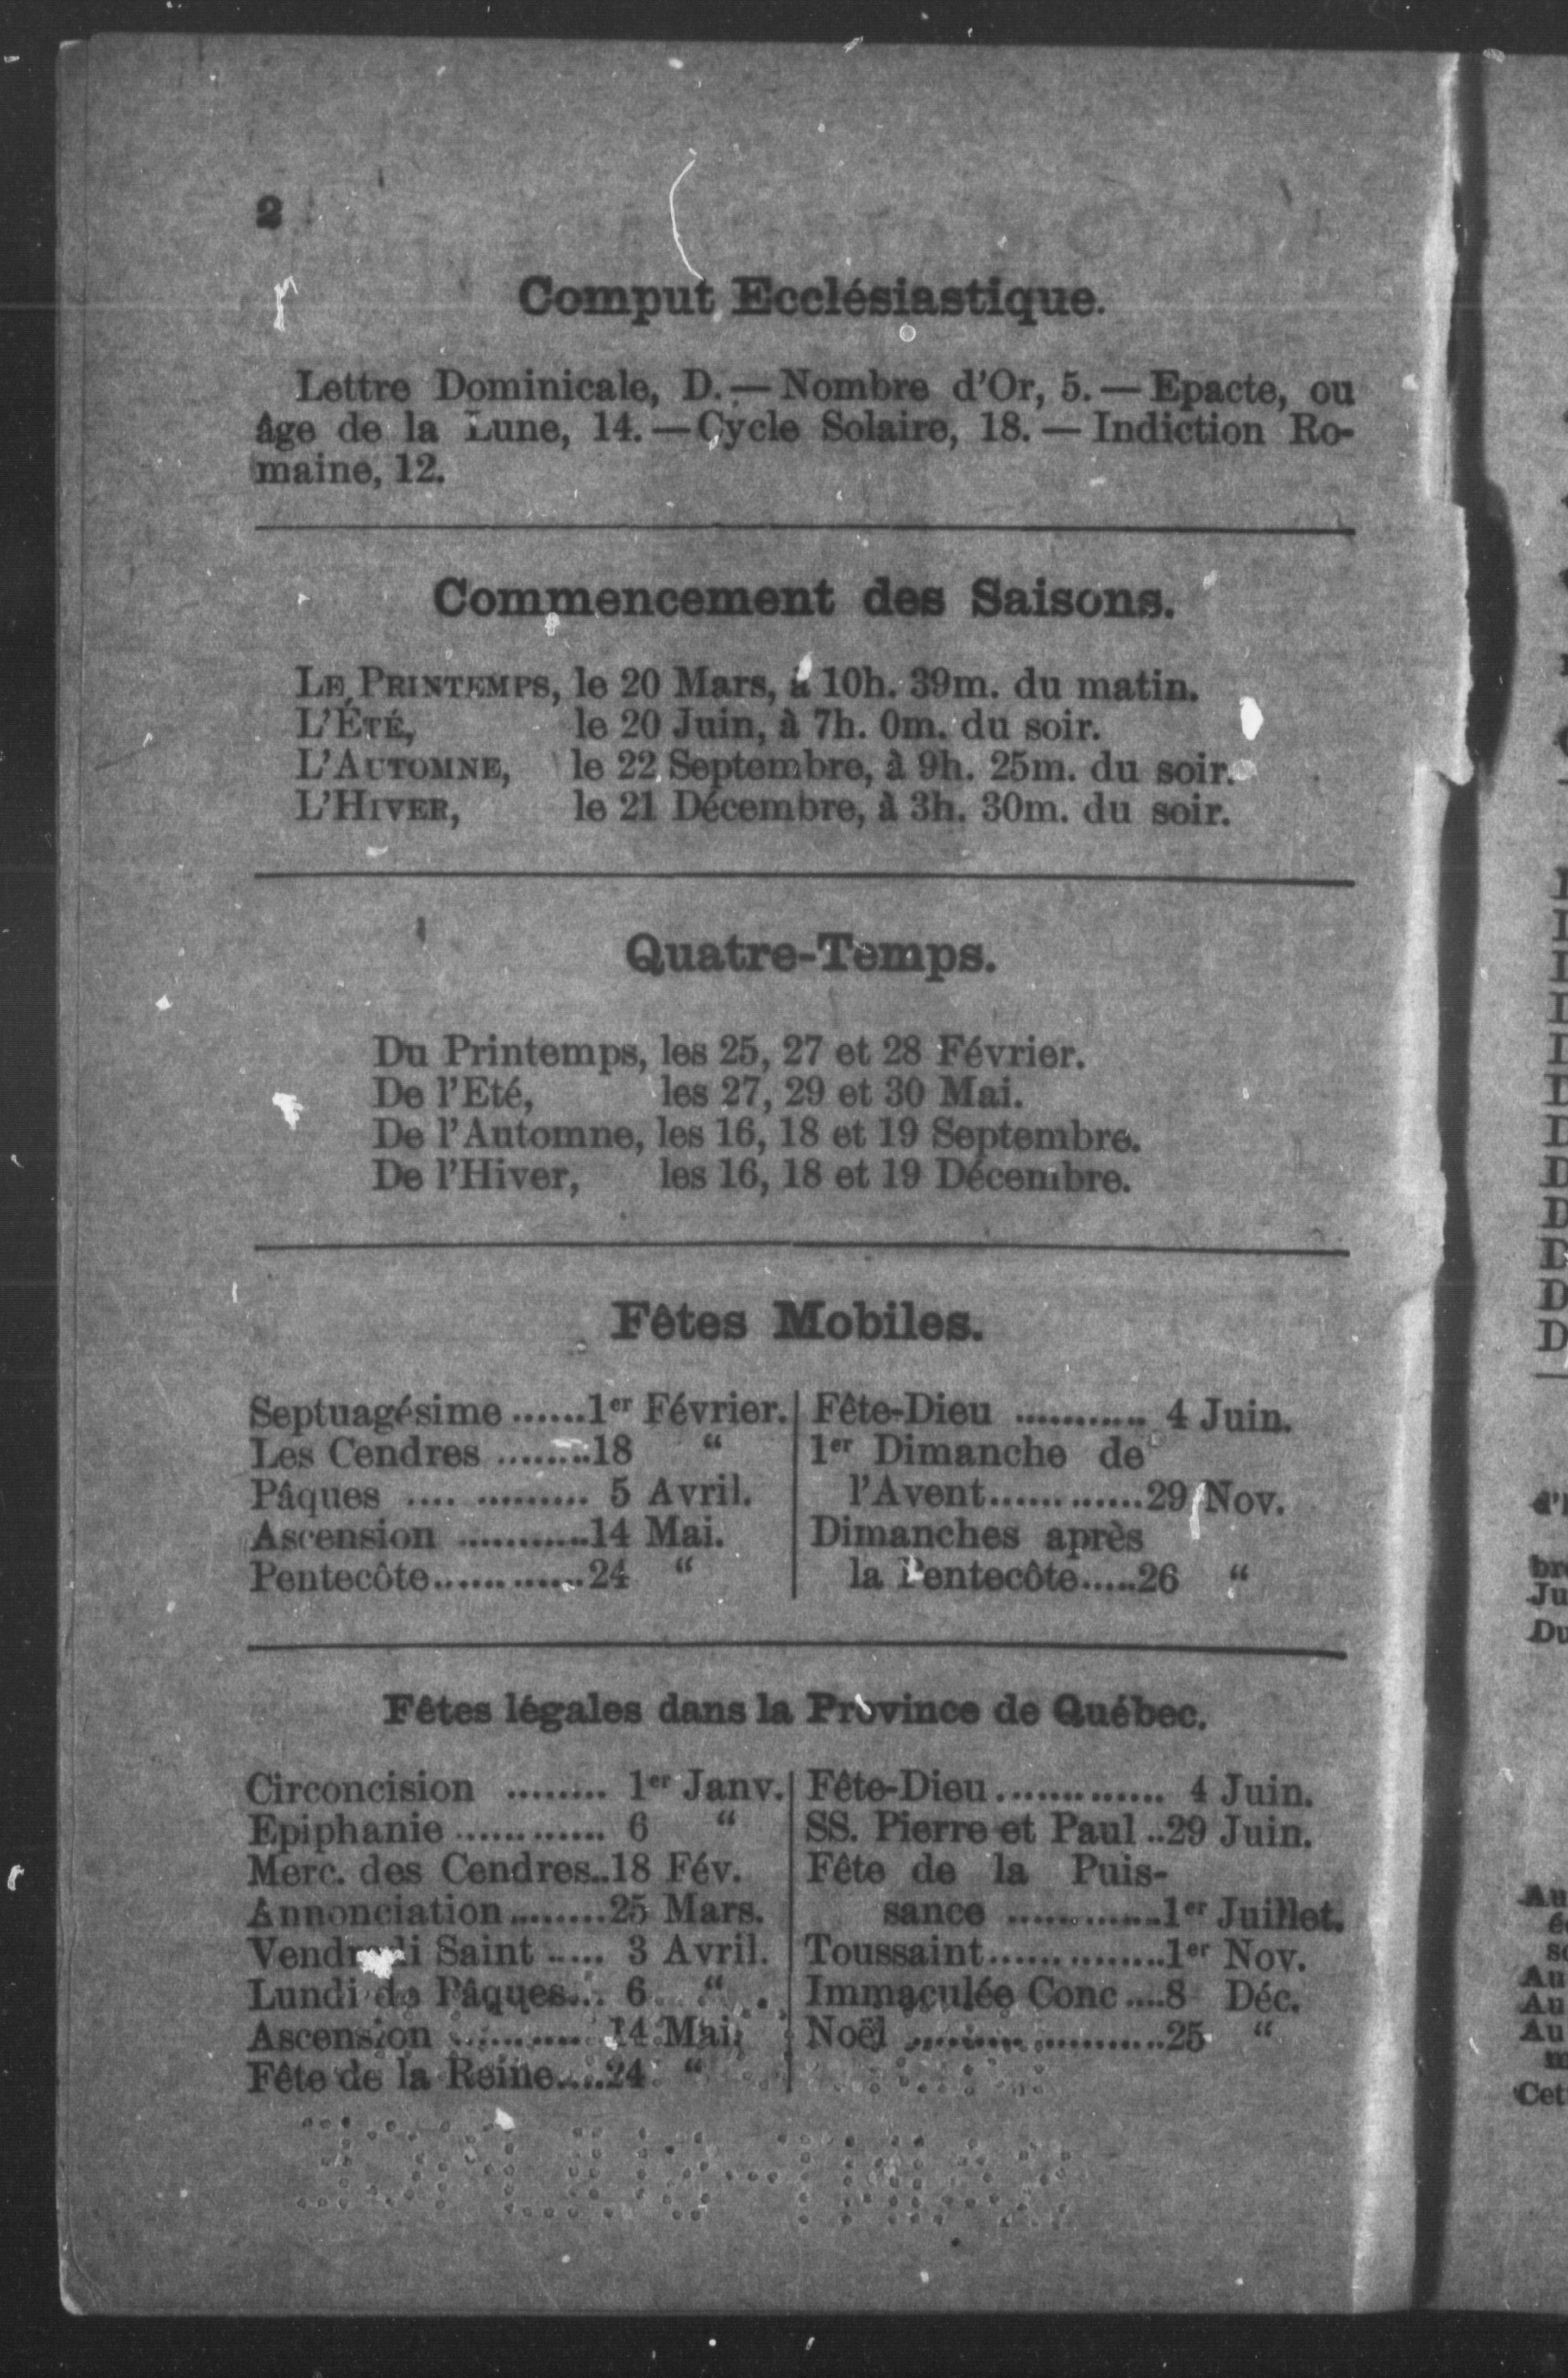 2
Comput Ecclésiastique.
Lettre Dominicale, D. — Nombre d'Or, 5. — Epacte, ou
âge de la Lune, 14. — Cycle Solaire, 18. — Indiction Ro-
maine, 12.
Commencement des Saisons.
LE PRINTEMPS, le 20 Mars, à 10h. 39m. du matin.
L'ÉTÉ, le 20 Juin, à 7h. 0m. du soir.
L'AUTOMNE, le 22 Septembre, à 9h. 25m. du soir.
L'HIVER, le 21 Décembre, à 3h. 30m. du soir.
Quatre-Temps.
Du Printemps, les 25, 27 et 28 Février.
De l'Eté, les 27, 29 et 30 Mai.
De l'Automne, les 16, 18 et 19 Septembre.
De l'Hiver, les 16, 18 et 19 Décembre.
Fêtes Mobiles.
Septuagésime ......1er Février.
Les Cendres .........18 "
Pâques .... .......... 5 Avril.
Ascension ............14 Mai.
Pentecôte.............24 "
Fête-Dieu ............ 4 Juin.
1er Dimanche de
l'Avent.............29 Nov.
Dimanches après
la Pentecôte.....26 "
Fêtes légales dans la Province de Québec.
Circoncision ......... 1er Janv.
Epiphanie ............. 6 "
Merc. des Cendres..18 Fév.
Annonciation.........25 Mars.
Vendredi Saint ..... 3 Avril.
Lundi de Pâques... 6 "
Ascension ............ 14 Mai.
Fête de la Reine.....24 "
Fête-Dieu.............. 4 Juin.
SS. Pierre et Paul ..29 Juin.
Fête de la Puis-
sance .............1er Juillet.
Toussaint................1er Nov.
Immaculée Conc ....8 Déc.
Noël ......................25 "